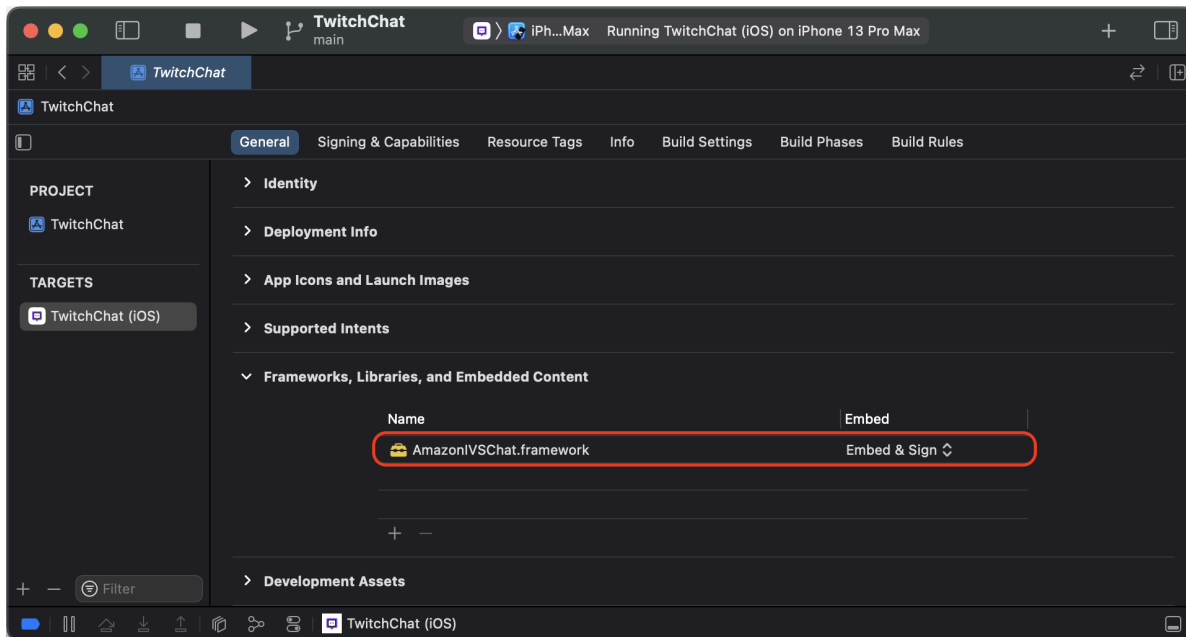 TwitchChat
main
iPh...Max Running TwitchChat (iOS) on iPhone 13 Pro Max
TwitchChat
TwitchChat
General Signing & Capabilities Resource Tags Info Build Settings Build Phases Build Rules
PROJECT
TwitchChat
TARGETS
TwitchChat (iOS)
Identity
Deployment Info
App Icons and Launch Images
Supported Intents
Frameworks, Libraries, and Embedded Content
Name Embed
AmazonIVSChat.framework Embed & Sign
Development Assets
Filter
TwitchChat (iOS)